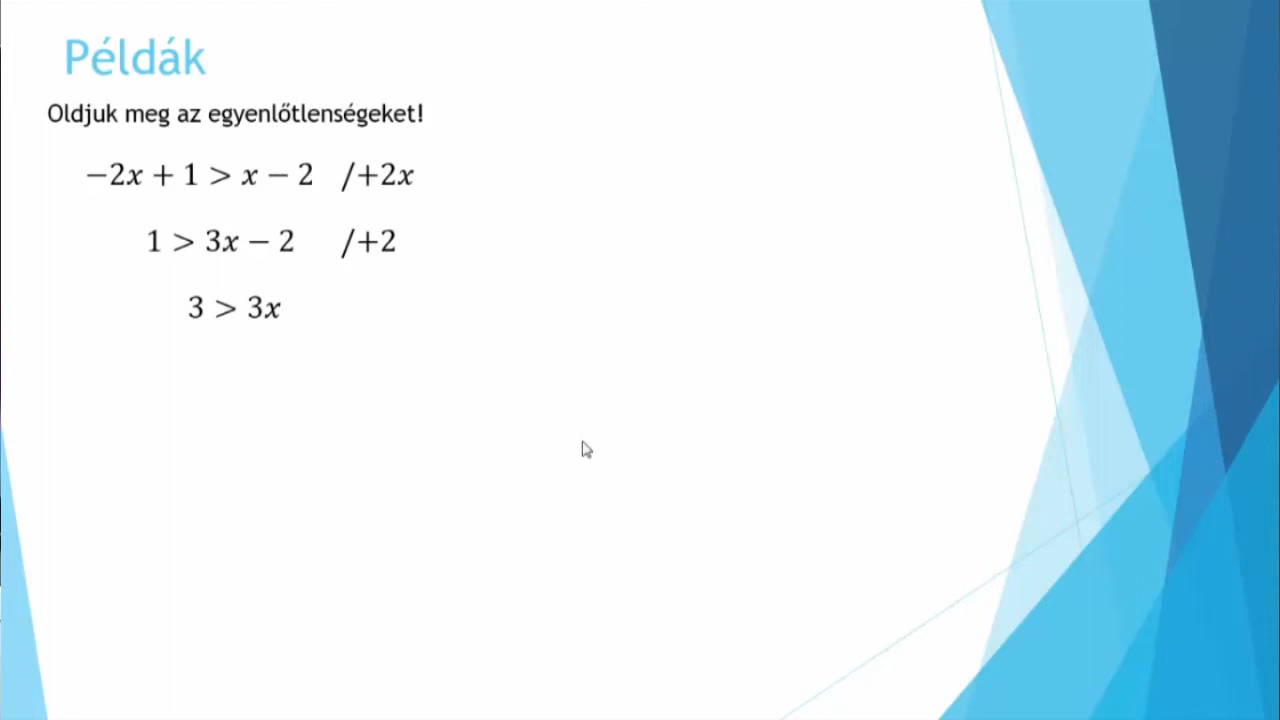 Példák
Oldjuk meg az egyenlőtlenségeket!
−2x + 1 > x − 2 /+2x
1 > 3x − 2 /+2
3 > 3x